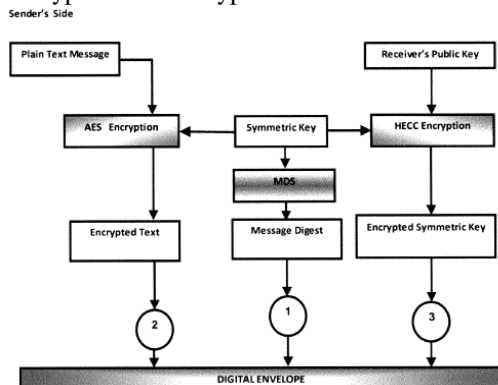 Sender's Side
Plain Text Message
Receiver's Public Key
AES Encryption
Symmetric Key
HECC Encryption
MD5
Encrypted Text
Message Digest
Encrypted Symmetric Key
2
1
3
DIGITAL ENVELOPE